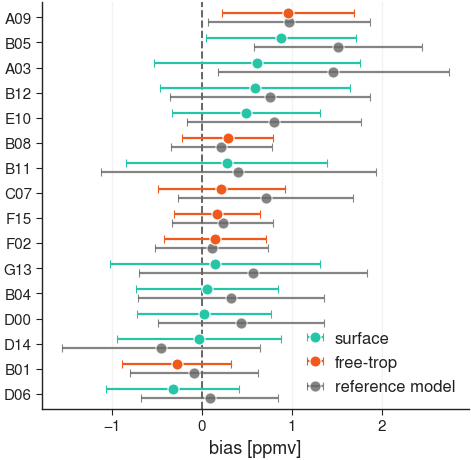 A09
B05
A03
B12
E10
B08
B11
C07
F15
F02
G13
B04
D00
D14
B01
D06
surface
free-trop
reference model
−1
0
1
2
bias [ppmv]